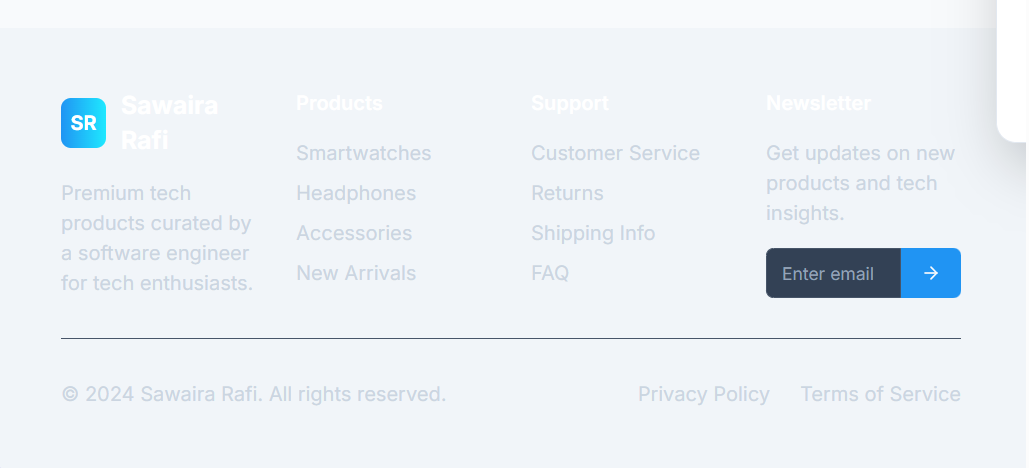 SR
Sawaira
Rafi
Premium tech
products curated by
a software engineer
for tech enthusiasts.
Products
Smartwatches
Headphones
Accessories
New Arrivals
Support
Customer Service
Returns
Shipping Info
FAQ
Newsletter
Get updates on new
products and tech
insights.
Enter email
© 2024 Sawaira Rafi. All rights reserved.
Privacy Policy
Terms of Service